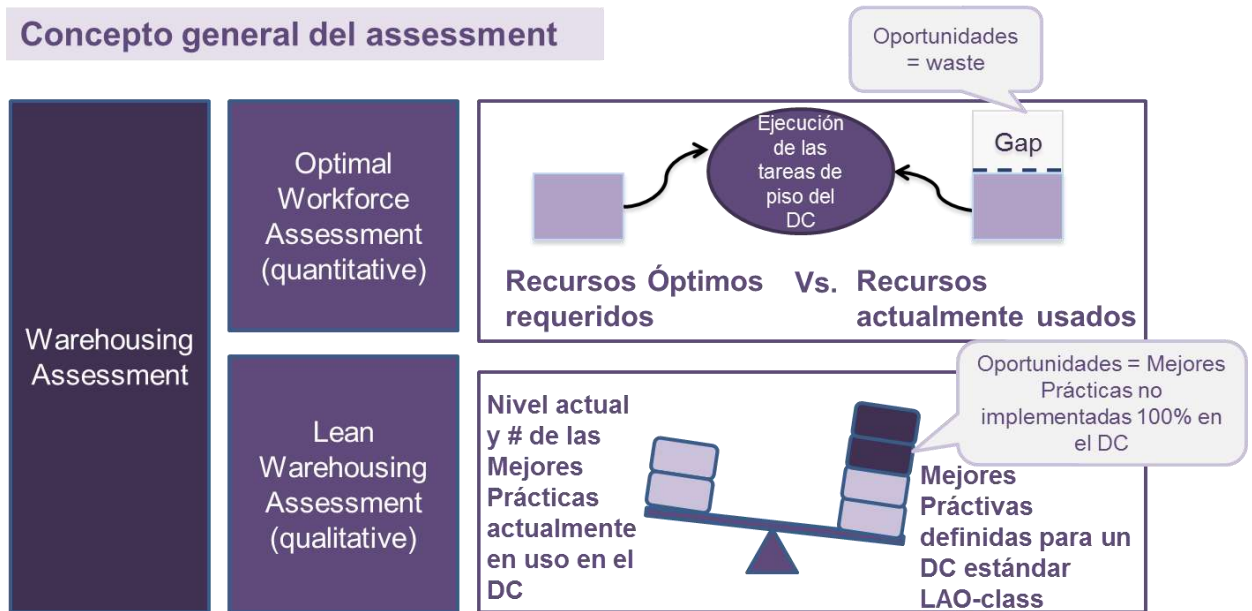 Concepto general del assessment
Oportunidades
= waste
Warehousing
Assessment
Optimal
Workforce
Assessment
(quantitative)
Ejecución
de las
tareas de
piso del
DC
Gap
Recursos Óptimos
requeridos
Vs.
Recursos
actualmente usados
Lean
Warehousing
Assessment
(qualitative)
Nivel actual
y # de las
Mejores
Prácticas
actualmente
en uso en el
DC
Oportunidades = Mejores
Prácticas no
implementadas 100% en
el DC
Mejores
Práctivas
definidas para un
DC estándar
LAO-class